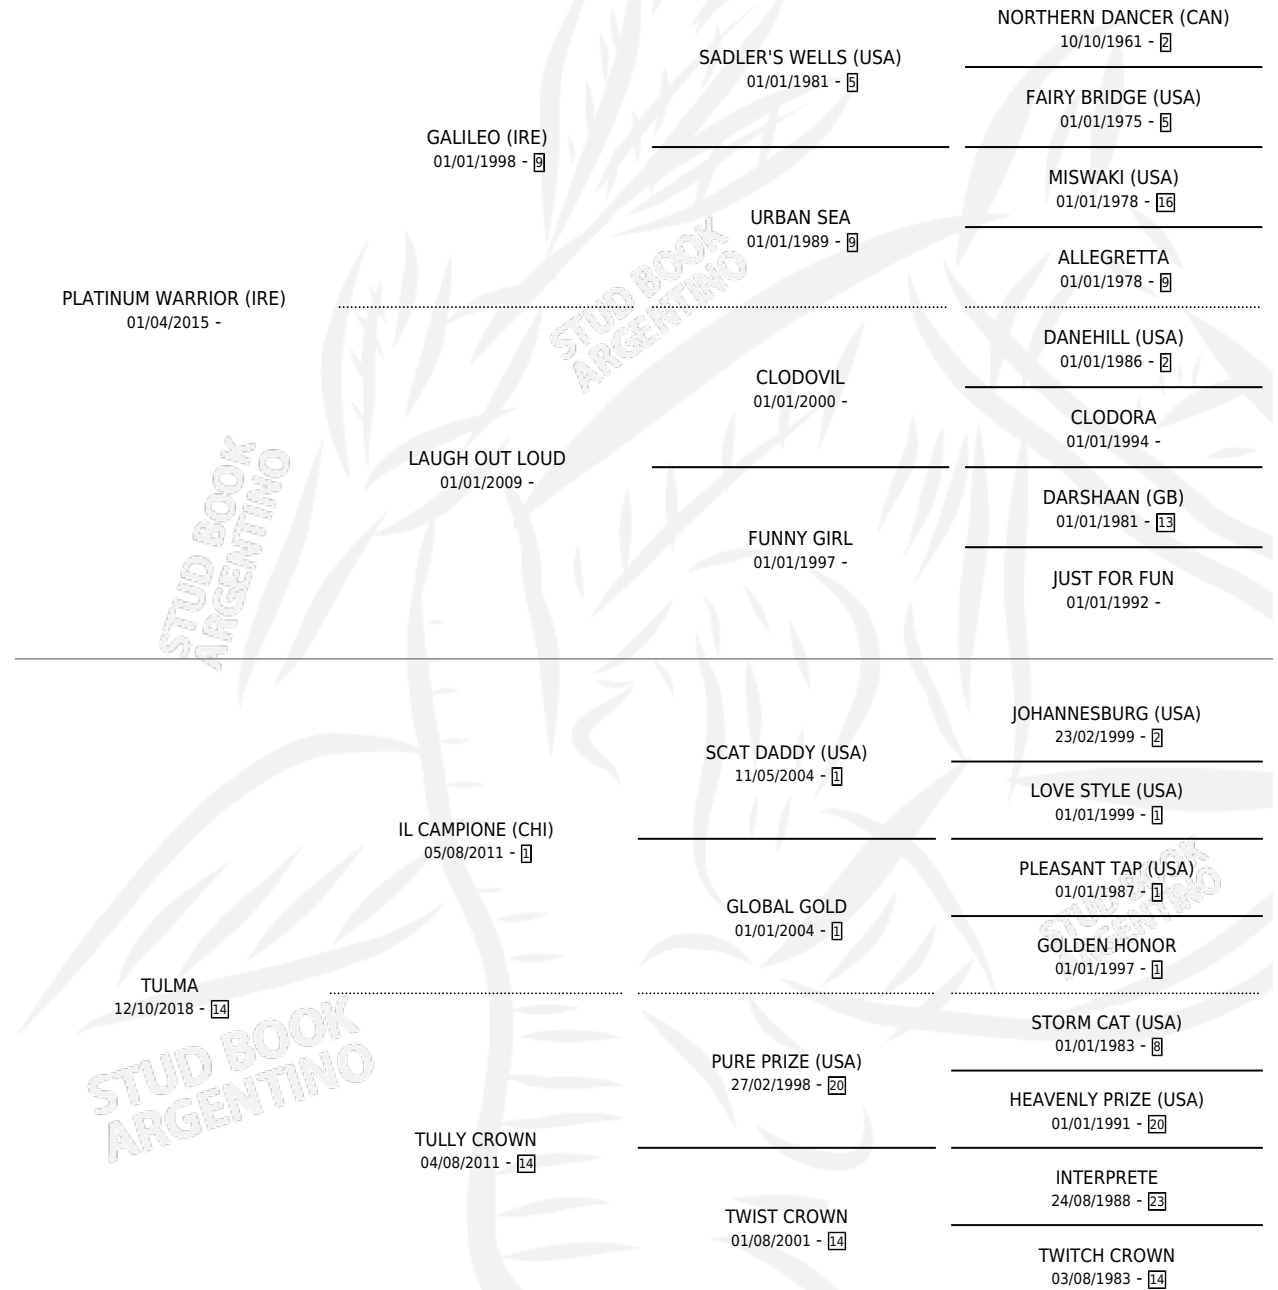 NORTHERN DANCER (CAN)
10/10/1961 - 2
SADLER'S WELLS (USA)
01/01/1981 - 5
FAIRY BRIDGE (USA)
01/01/1975 - 5
GALILEO (IRE)
01/01/1998 - 9
MISWAKI (USA)
01/01/1978 - 16
URBAN SEA
01/01/1989 - 9
ALLEGRETTA
01/01/1978 - 9
PLATINUM WARRIOR (IRE)
01/04/2015 -
DANEHILL (USA)
01/01/1986 - 2
CLODOVIL
01/01/2000 -
CLODORA
01/01/1994 -
LAUGH OUT LOUD
01/01/2009 -
DARSHAAN (GB)
01/01/1981 - 13
FUNNY GIRL
01/01/1997 -
JUST FOR FUN
01/01/1992 -
JOHANNESBURG (USA)
23/02/1999 - 2
SCAT DADDY (USA)
11/05/2004 - 1
LOVE STYLE (USA)
01/01/1999 - 1
IL CAMPIONE (CHI)
05/08/2011 - 1
PLEASANT TAP (USA)
01/01/1987 - 1
GLOBAL GOLD
01/01/2004 - 1
GOLDEN HONOR
01/01/1997 - 1
TULMA
12/10/2018 - 14
STORM CAT (USA)
01/01/1983 - 8
PURE PRIZE (USA)
27/02/1998 - 20
HEAVENLY PRIZE (USA)
01/01/1991 - 20
TULLY CROWN
04/08/2011 - 14
INTERPRETE
24/08/1988 - 23
TWIST CROWN
01/08/2001 - 14
TWITCH CROWN
03/08/1983 - 14
STUD BOOK
ARGENTINO
STUD BOOK
ARGENTINO
STUD BOOK
ARGENTINO
STUD BOOK
ARGENTINO